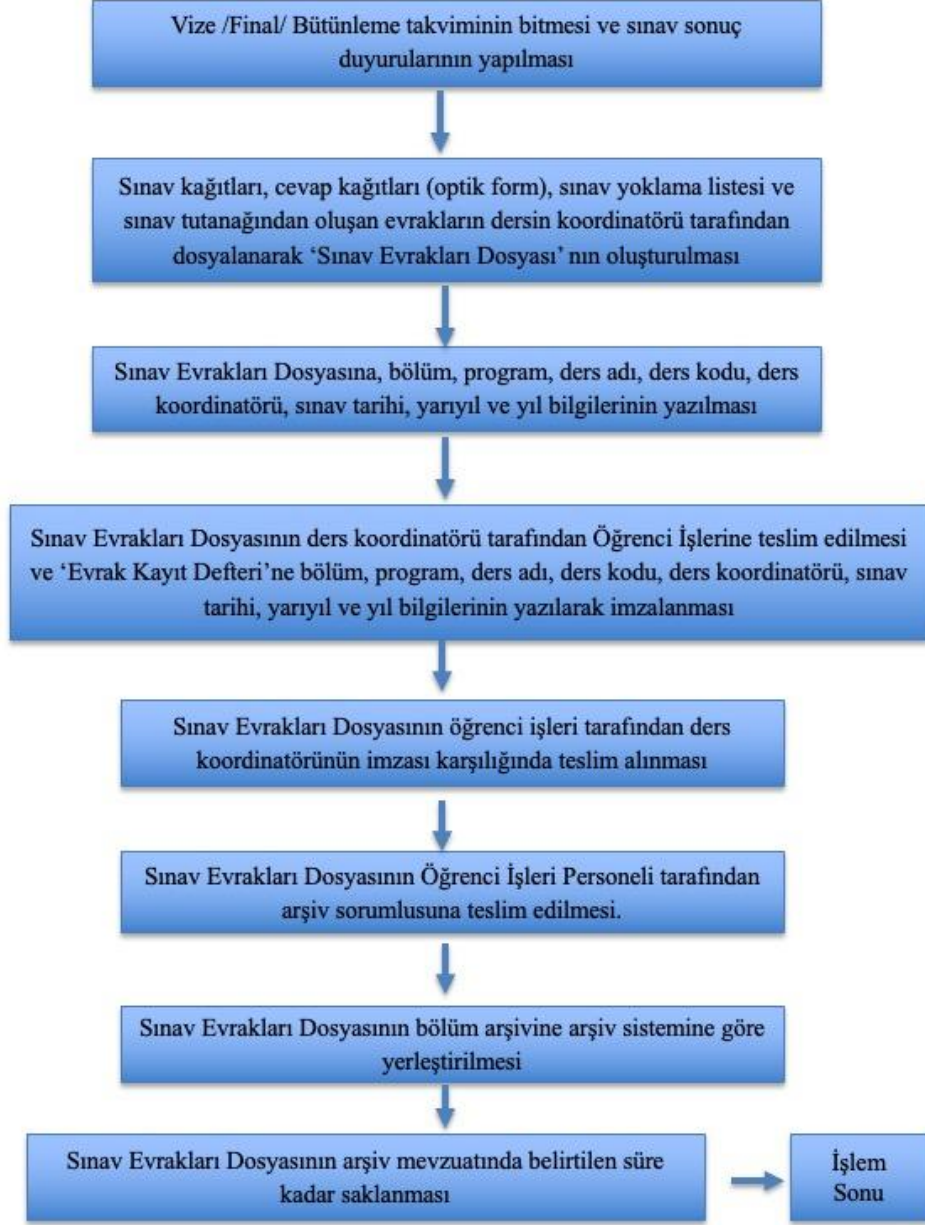 Vize /Final/ Bütünleme takviminin bitmesi ve sınav sonuç
duyurularının yapılması
Sınav kağıtları, cevap kağıtları (optik form), sınav yoklama listesi ve
sınav tutanağından oluşan evrakların dersin koordinatörü tarafından
dosyalanarak ‘Sınav Evrakları Dosyası’ nın oluşturulması
Sınav Evrakları Dosyasına, bölüm, program, ders adı, ders kodu, ders
koordinatörü, sınav tarihi, yarıyıl ve yıl bilgilerinin yazılması
Sınav Evrakları Dosyasının ders koordinatörü tarafından Öğrenci İşlerine teslim edilmesi
ve ‘Evrak Kayıt Defteri’ne bölüm, program, ders adı, ders kodu, ders koordinatörü, sınav
tarihi, yarıyıl ve yıl bilgilerinin yazılarak imzalanması
Sınav Evrakları Dosyasının öğrenci işleri tarafından ders
koordinatörünün imzası karşılığında teslim alınması
Sınav Evrakları Dosyasının Öğrenci İşleri Personeli tarafından
arşiv sorumlusuna teslim edilmesi.
Sınav Evrakları Dosyasının bölüm arşivine arşiv sistemine göre
yerleştirilmesi
Sınav Evrakları Dosyasının arşiv mevzuatında belirtilen süre
kadar saklanması
İşlem
Sonu